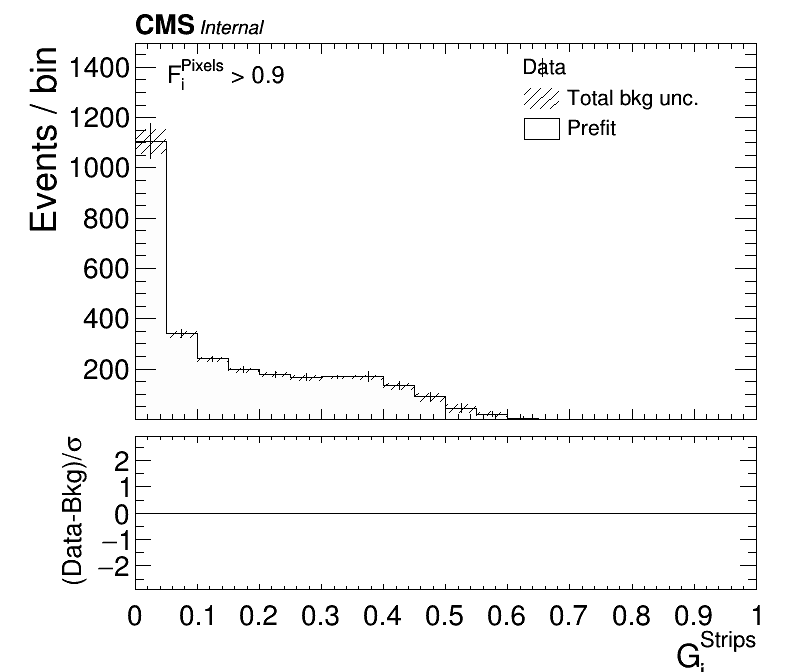 CMS Internal
F_i^Pixels > 0.9
Data
Total bkg unc.
Prefit
Events / bin
1400
1200
1000
800
600
400
200
(Data-Bkg)/σ
2
1
0
−1
−2
0 0.1 0.2 0.3 0.4 0.5 0.6 0.7 0.8 0.9 1
G_i^Strips